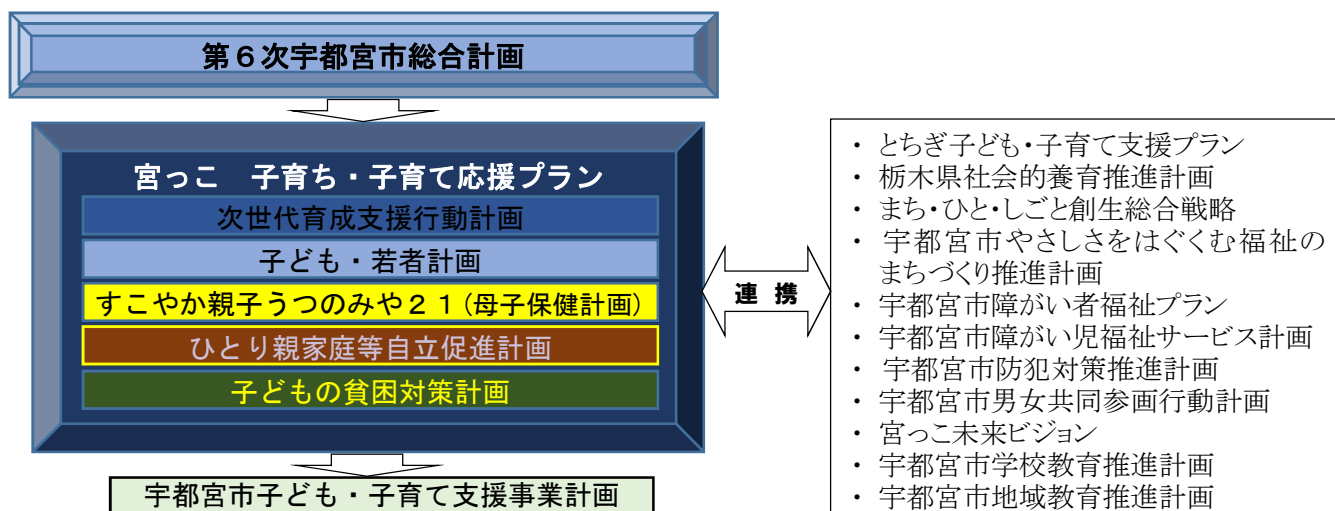 第６次宇都宮市総合計画
宮っこ　子育ち・子育て応援プラン
次世代育成支援行動計画
子ども・若者計画
すこやか親子うつのみや２１(母子保健計画)
ひとり親家庭等自立促進計画
子どもの貧困対策計画
宇都宮市子ども・子育て支援事業計画
連 携
・ とちぎ子ども・子育て支援プラン
・ 栃木県社会的養育推進計画
・ まち・ひと・しごと創生総合戦略
・ 宇都宮市やさしさをはぐくむ福祉の
まちづくり推進計画
・ 宇都宮市障がい者福祉プラン
・ 宇都宮市障がい児福祉サービス計画
・ 宇都宮市防犯対策推進計画
・ 宇都宮市男女共同参画行動計画
・ 宮っこ未来ビジョン
・ 宇都宮市学校教育推進計画
・ 宇都宮市地域教育推進計画